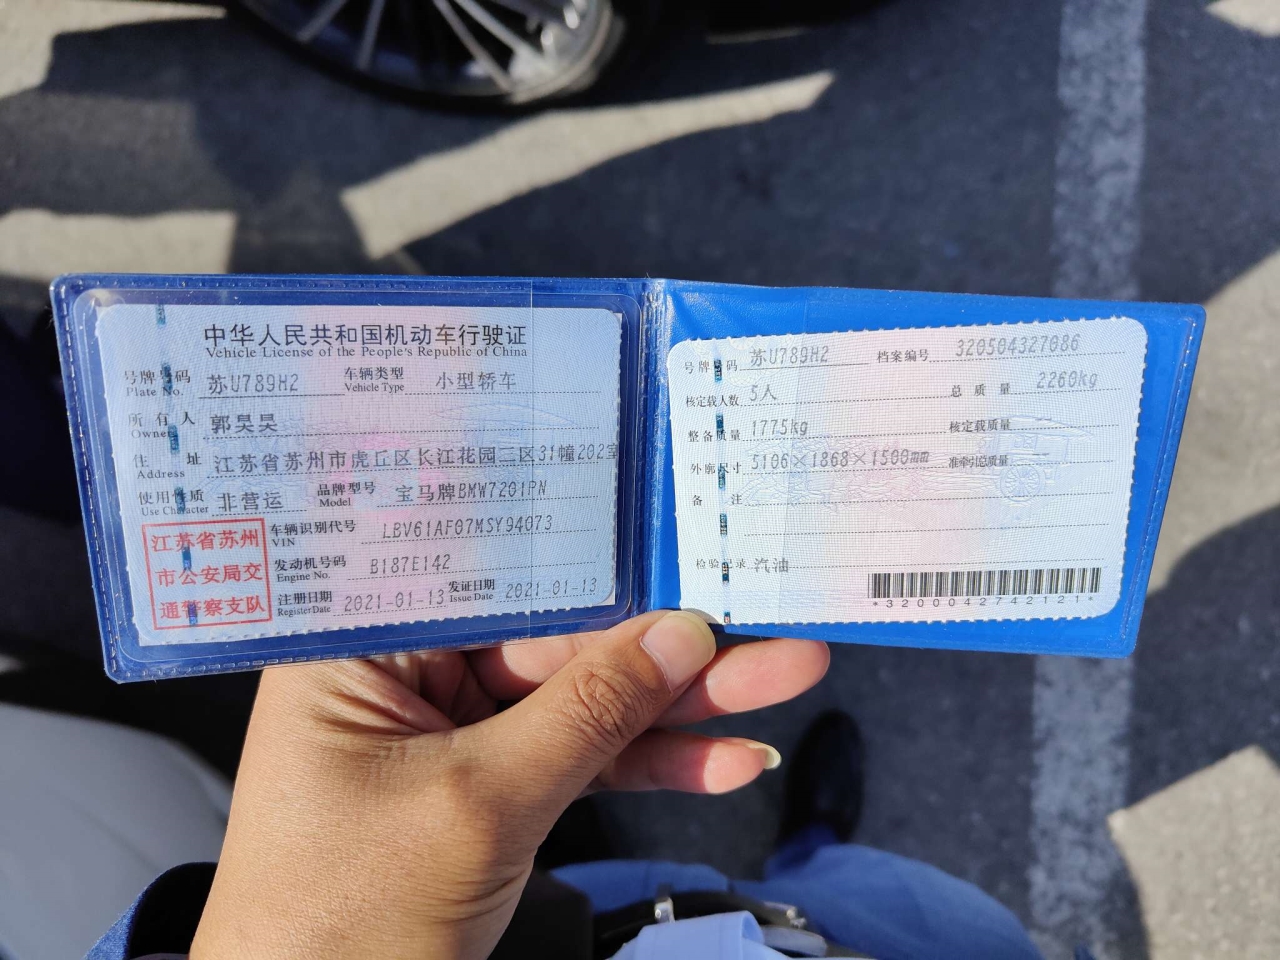 中华人民共和国机动车行驶证
Vehicle License of the People's Republic of China
号牌号码 苏U789H2 车辆类型 小型轿车
Plate No. Vehicle Type
所有人 郭昊昊
Owner
住址 江苏省苏州市虎丘区长江花园三区31幢202室
Address
使用性质 非营运 品牌型号 宝马牌BMW7201PN
Use Character Model
江苏省苏州
市公安局交
通警察支队
车辆识别代号 LBV61AF07MSY94073
VIN
发动机号码 B187E142
Engine No.
注册日期 2021-01-13 发证日期 2021-01-13
Register Date Issue Date
号牌号码 苏U789H2 档案编号 320504327086
核定载人数 5人 总质量 2260kg
整备质量 1775kg 核定载质量
外廓尺寸 5106×1868×1500mm 准牵引总质量
备注
检验记录 汽油
*3200042742121*